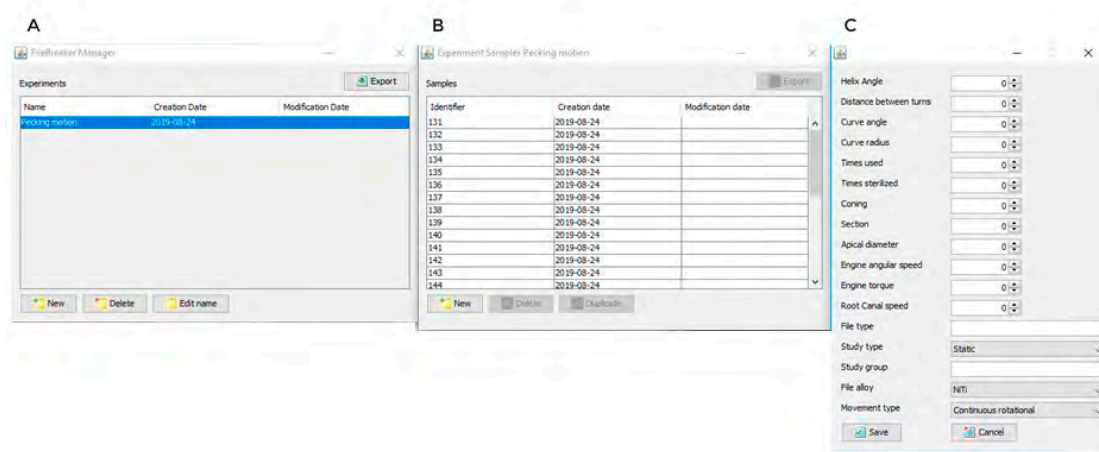 A
FileBreaker Manager
Experiments
Export
Name Creation Date Modification Date
Pecking motion 2019-08-24
New Delete Edit name
B
Experiment Samples Pecking motion
Samples
Export
Identifier Creation date Modification date
131 2019-08-24
132 2019-08-24
133 2019-08-24
134 2019-08-24
135 2019-08-24
136 2019-08-24
137 2019-08-24
138 2019-08-24
139 2019-08-24
140 2019-08-24
141 2019-08-24
142 2019-08-24
143 2019-08-24
144 2019-08-24
New Delete Duplicate
C
Helix Angle 0
Distance between turns 0
Curve angle 0
Curve radius 0
Times used 0
Times sterilized 0
Coning 0
Section 0
Apical diameter 0
Engine angular speed 0
Engine torque 0
Root Canal speed 0
File type
Study type Static
Study group
File alloy NiTi
Movement type Continuous rotational
Save Cancel